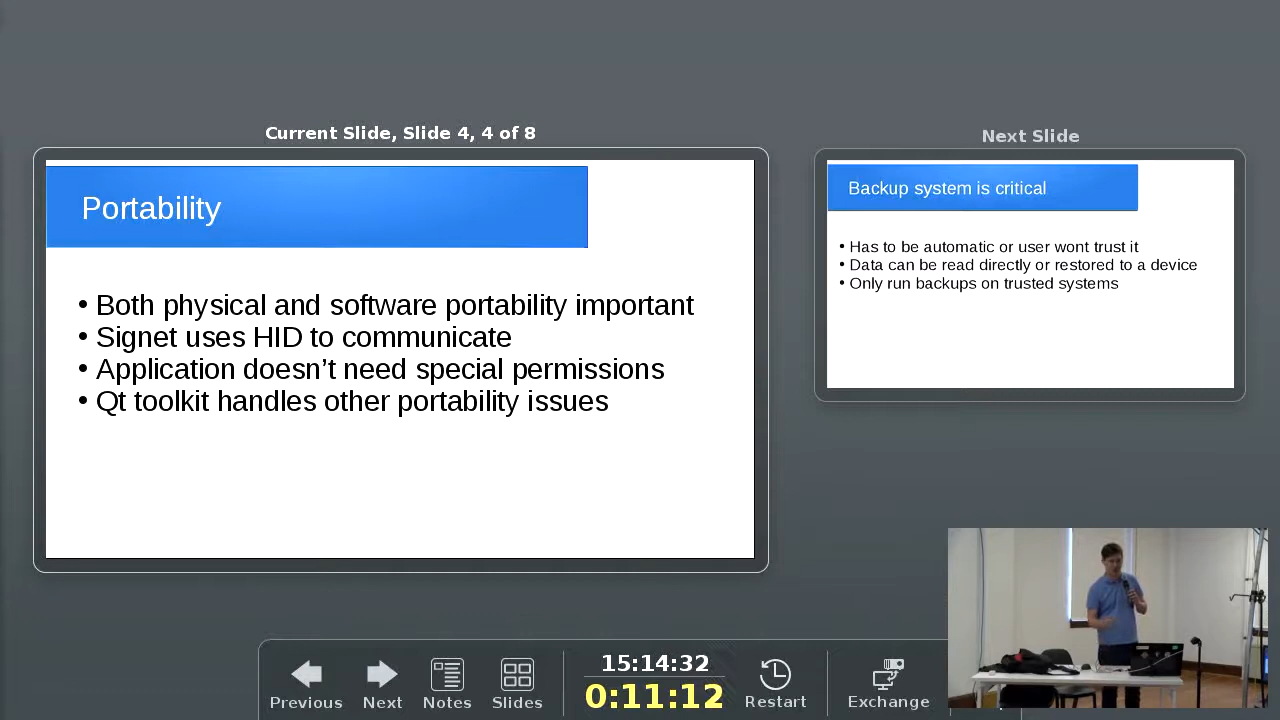 Current Slide, Slide 4, 4 of 8
Portability
• Both physical and software portability important
• Signet uses HID to communicate
• Application doesn’t need special permissions
• Qt toolkit handles other portability issues
Next Slide
Backup system is critical
• Has to be automatic or user wont trust it
• Data can be read directly or restored to a device
• Only run backups on trusted systems
Previous
Next
Notes
Slides
15:14:32
0:11:12
Restart
Exchange